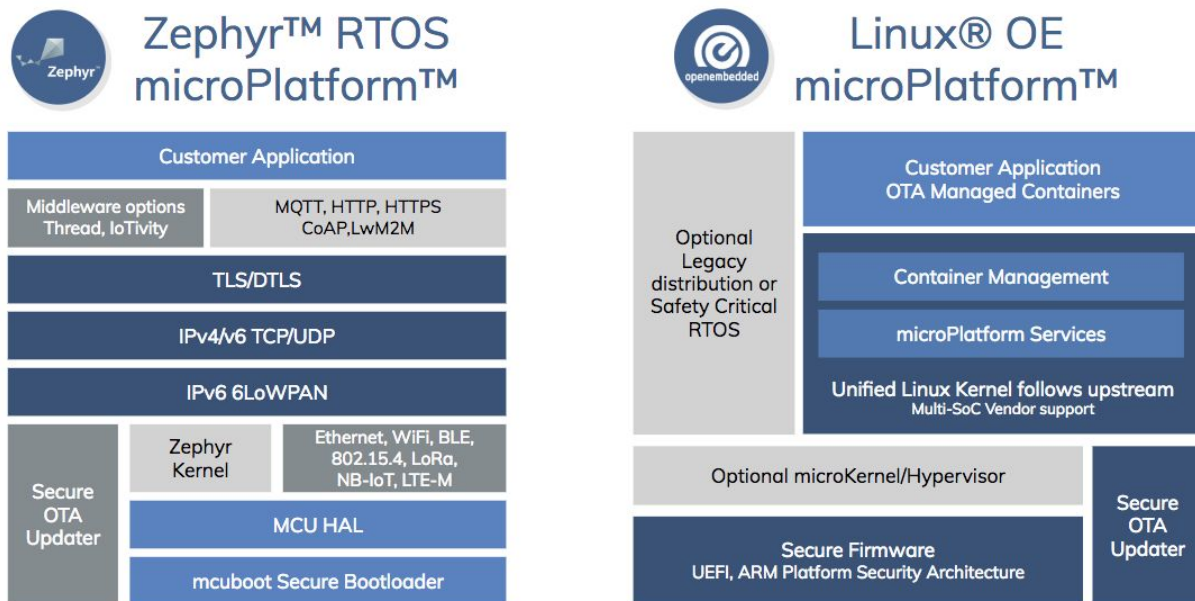 Zephyr™
Zephyr™ RTOS
microPlatform™
Customer Application
Middleware options
Thread, IoTivity
MQTT, HTTP, HTTPS
CoAP,LwM2M
TLS/DTLS
IPv4/v6 TCP/UDP
IPv6 6LoWPAN
Secure
OTA
Updater
Zephyr
Kernel
Ethernet, WiFi, BLE,
802.15.4, LoRa,
NB-IoT, LTE-M
MCU HAL
mcuboot Secure Bootloader
openembedded
Linux® OE
microPlatform™
Optional
Legacy
distribution or
Safety Critical
RTOS
Customer Application
OTA Managed Containers
Container Management
microPlatform Services
Unified Linux Kernel follows upstream
Multi-SoC Vendor support
Optional microKernel/Hypervisor
Secure Firmware
UEFI, ARM Platform Security Architecture
Secure
OTA
Updater